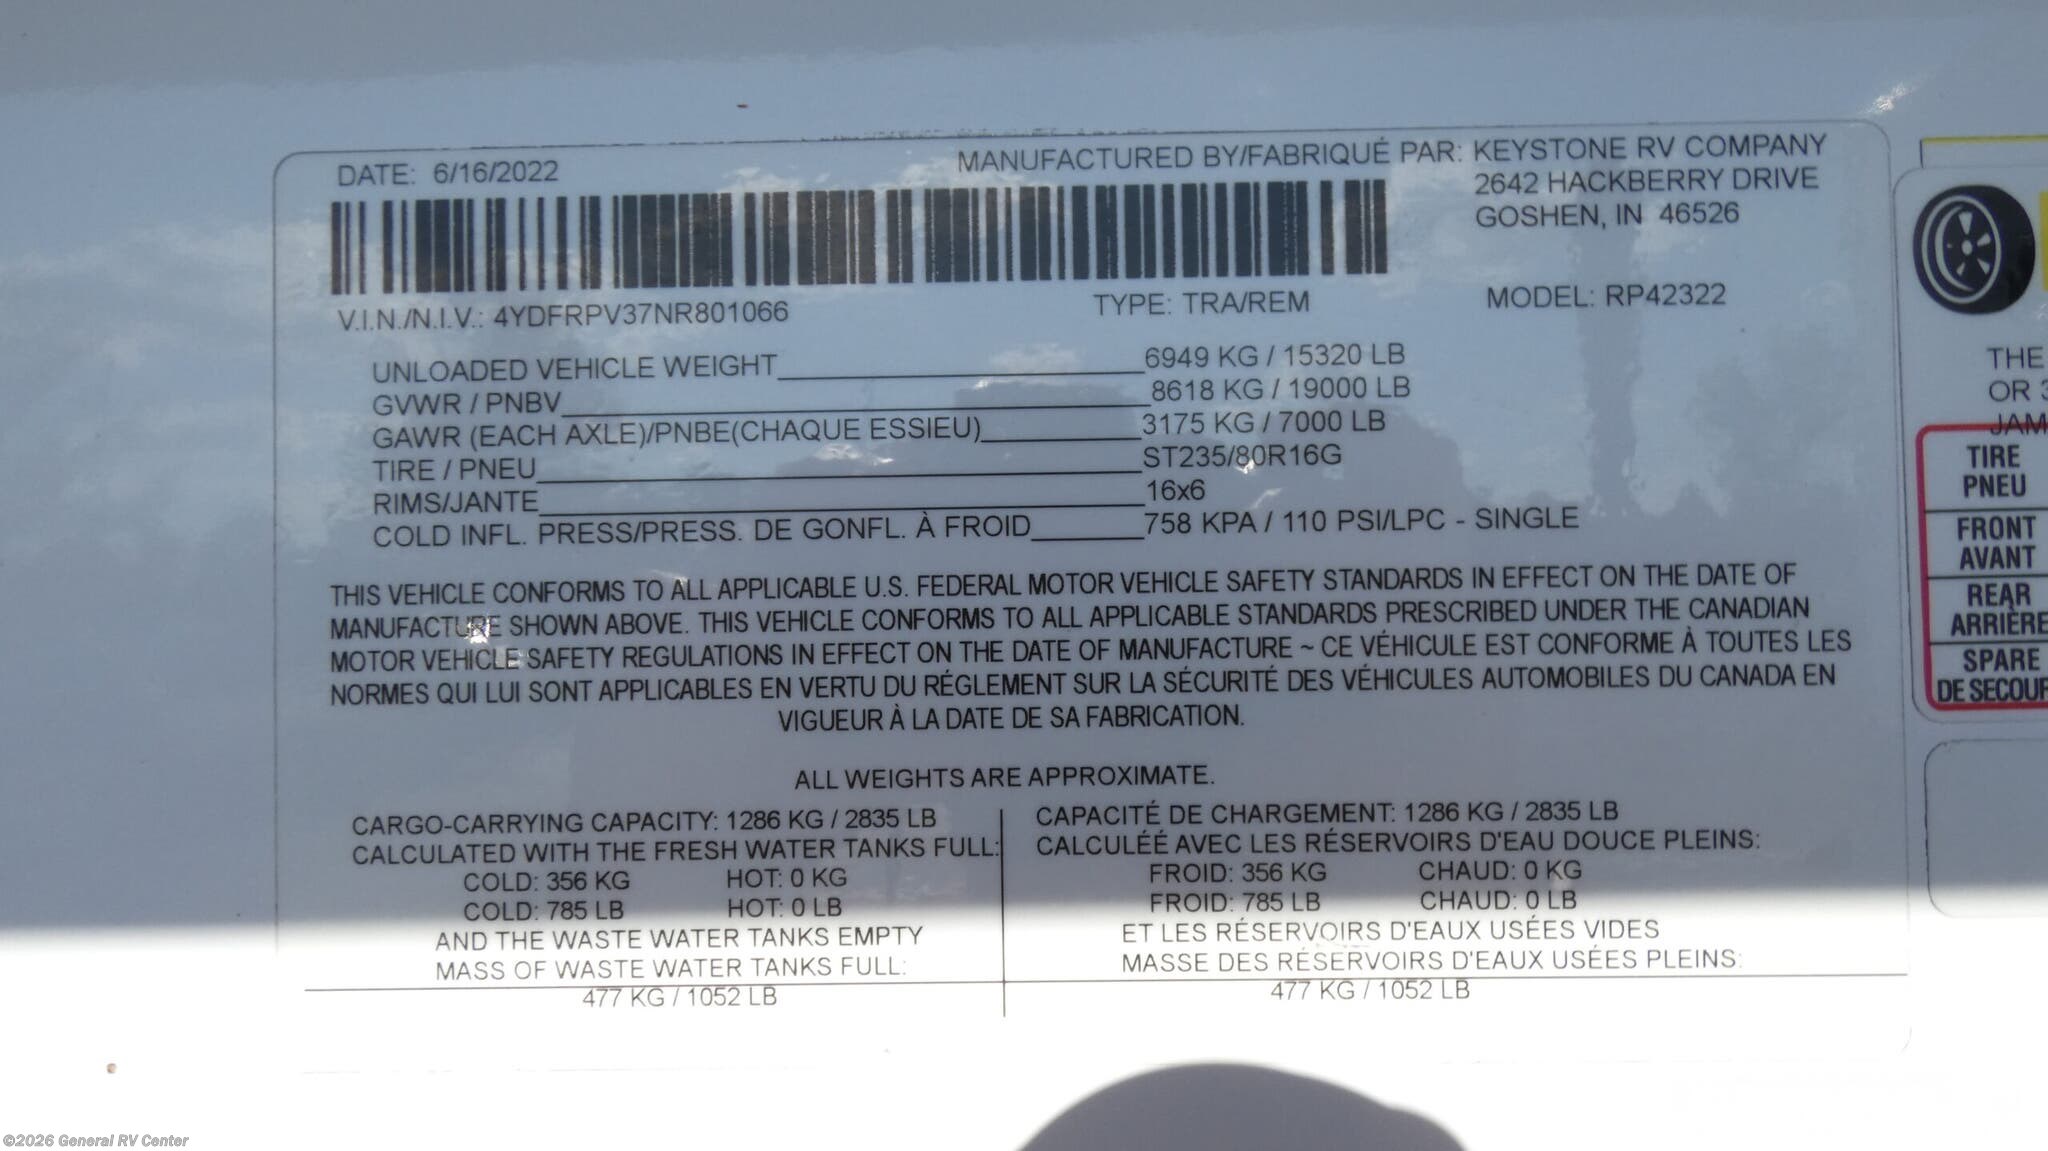 DATE: 6/16/2022
MANUFACTURED BY/FABRIQUÉ PAR: KEYSTONE RV COMPANY
2642 HACKBERRY DRIVE
GOSHEN, IN 46526
V.I.N./N.I.V.: 4YDFRPV37NR801066
TYPE: TRA/REM
MODEL: RP42322
UNLOADED VEHICLE WEIGHT 6949 KG / 15320 LB
GVWR / PNBV 8618 KG / 19000 LB
GAWR (EACH AXLE)/PNBE(CHAQUE ESSIEU) 3175 KG / 7000 LB
TIRE / PNEU ST235/80R16G
RIMS/JANTE 16x6
COLD INFL. PRESS/PRESS. DE GONFL. À FROID 758 KPA / 110 PSI/LPC - SINGLE
THIS VEHICLE CONFORMS TO ALL APPLICABLE U.S. FEDERAL MOTOR VEHICLE SAFETY STANDARDS IN EFFECT ON THE DATE OF
MANUFACTURE SHOWN ABOVE. THIS VEHICLE CONFORMS TO ALL APPLICABLE STANDARDS PRESCRIBED UNDER THE CANADIAN
MOTOR VEHICLE SAFETY REGULATIONS IN EFFECT ON THE DATE OF MANUFACTURE ~ CE VÉHICULE EST CONFORME À TOUTES LES
NORMES QUI LUI SONT APPLICABLES EN VERTU DU RÉGLEMENT SUR LA SÉCURITÉ DES VÉHICULES AUTOMOBILES DU CANADA EN
VIGUEUR À LA DATE DE SA FABRICATION.
ALL WEIGHTS ARE APPROXIMATE.
CARGO-CARRYING CAPACITY: 1286 KG / 2835 LB
CALCULATED WITH THE FRESH WATER TANKS FULL:
COLD: 356 KG HOT: 0 KG
COLD: 785 LB HOT: 0 LB
AND THE WASTE WATER TANKS EMPTY
MASS OF WASTE WATER TANKS FULL:
477 KG / 1052 LB
CAPACITÉ DE CHARGEMENT: 1286 KG / 2835 LB
CALCULÉÉ AVEC LES RÉSERVOIRS D'EAU DOUCE PLEINS:
FROID: 356 KG CHAUD: 0 KG
FROID: 785 LB CHAUD: 0 LB
ET LES RÉSERVOIRS D'EAUX USÉES VIDES
MASSE DES RÉSERVOIRS D'EAUX USÉES PLEINS:
477 KG / 1052 LB
THE
OR
JAM
TIRE
PNEU
FRONT
AVANT
REAR
ARRIÈRE
SPARE
DE SECOUR
©2026 General RV Center